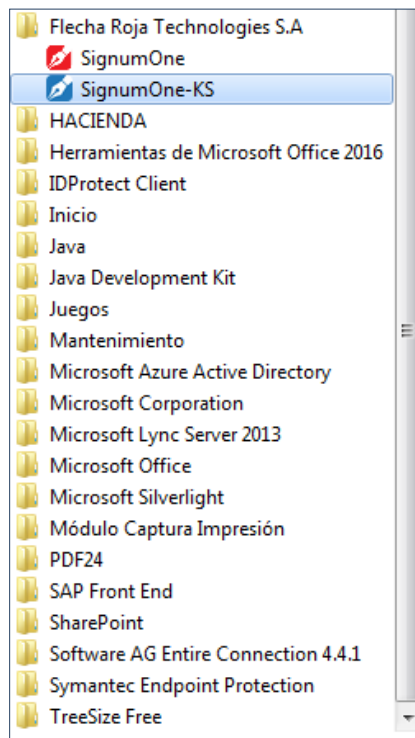 Flecha Roja Technologies S.A
SignumOne
SignumOne-KS
HACIENDA
Herramientas de Microsoft Office 2016
IDProtect Client
Inicio
Java
Java Development Kit
Juegos
Mantenimiento
Microsoft Azure Active Directory
Microsoft Corporation
Microsoft Lync Server 2013
Microsoft Office
Microsoft Silverlight
Módulo Captura Impresión
PDF24
SAP Front End
SharePoint
Software AG Entire Connection 4.4.1
Symantec Endpoint Protection
TreeSize Free